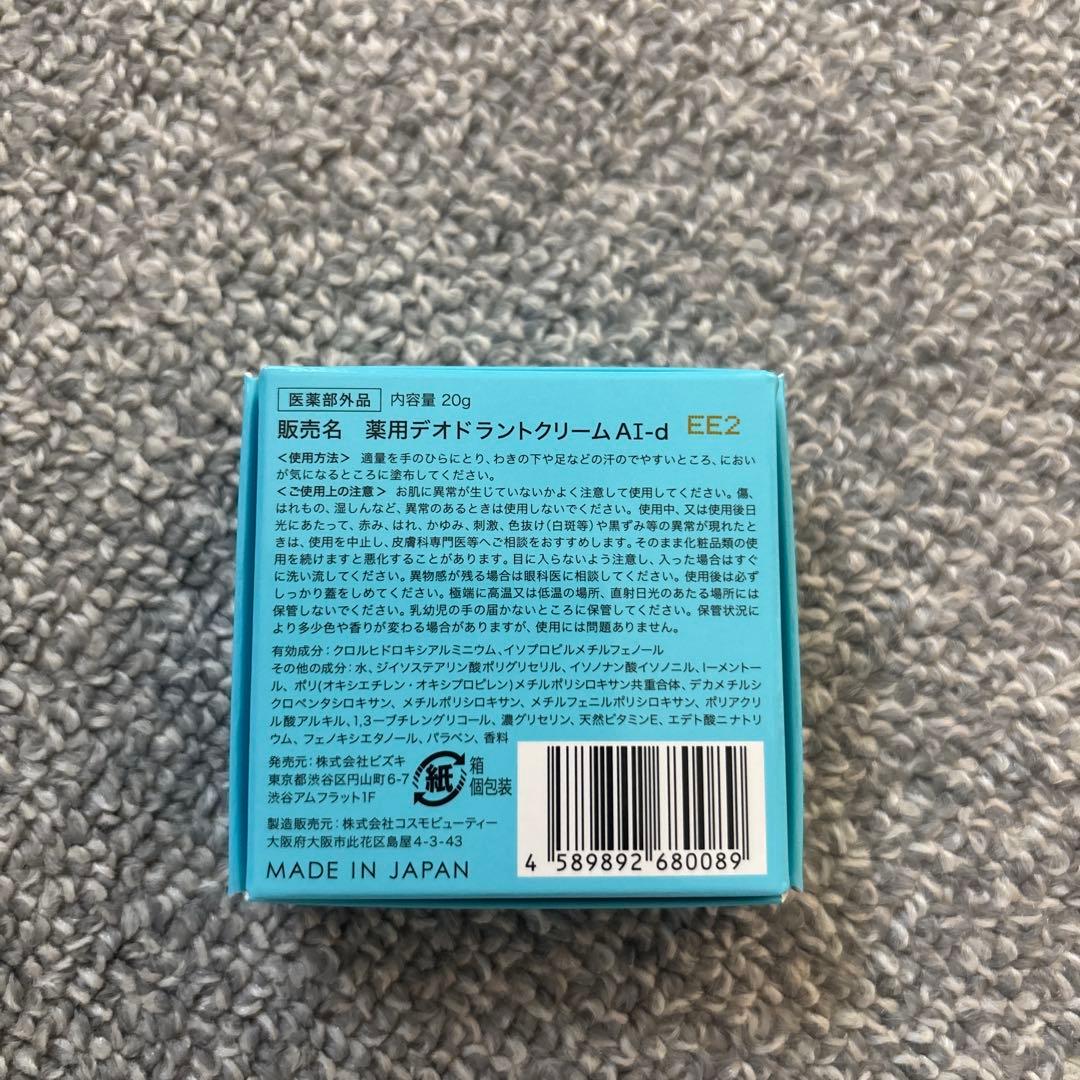 医薬部外品 内容量 20g
販売名 薬用デオドラントクリームAI-d EE2
＜使用方法＞ 適量を手のひらにとり、わきの下や足などの汗のでやすいところ、におい
が気になるところに塗布してください。
＜ご使用上の注意＞ お肌に異常が生じていないかよく注意して使用してください。傷、
はれもの、湿しんなど、異常のあるときは使用しないでください。使用中、又は使用後日
光にあたって、赤み、はれ、かゆみ、刺激、色抜け（白斑等）や黒ずみ等の異常が現れたと
きは、使用を中止し、皮膚科専門医等へご相談をおすすめします。そのまま化粧品類の使
用を続けますと悪化することがあります。目に入らないよう注意し、入った場合はすぐ
に洗い流してください。異物感が残る場合は眼科医に相談してください。使用後は必ず
しっかり蓋をしめてください。極端に高温又は低温の場所、直射日光のあたる場所には
保管しないでください。乳幼児の手の届かないところに保管してください。保管状況に
より多少色や香りが変わる場合がありますが、使用には問題ありません。
有効成分：クロルヒドロキシアルミニウム、イソプロピルメチルフェノール
その他の成分：水、ジイソステアリン酸ポリグリセリル、イソノナン酸イソノニル、l-メントー
ル、ポリ(オキシエチレン・オキシプロピレン)メチルポリシロキサン共重合体、デカメチルシ
クロペンタシロキサン、メチルポリシロキサン、メチルフェニルポリシロキサン、ポリアクリ
ル酸アルキル、1,3-ブチレングリコール、濃グリセリン、天然ビタミンE、エデト酸二ナトリ
ウム、フェノキシエタノール、パラベン、香料
発売元：株式会社ビズキ
東京都渋谷区円山町6-7
渋谷アムフラット1F
紙 箱
個包装
製造販売元：株式会社コスモビューティー
大阪府大阪市此花区島屋4-3-43
MADE IN JAPAN
4 589892 680089